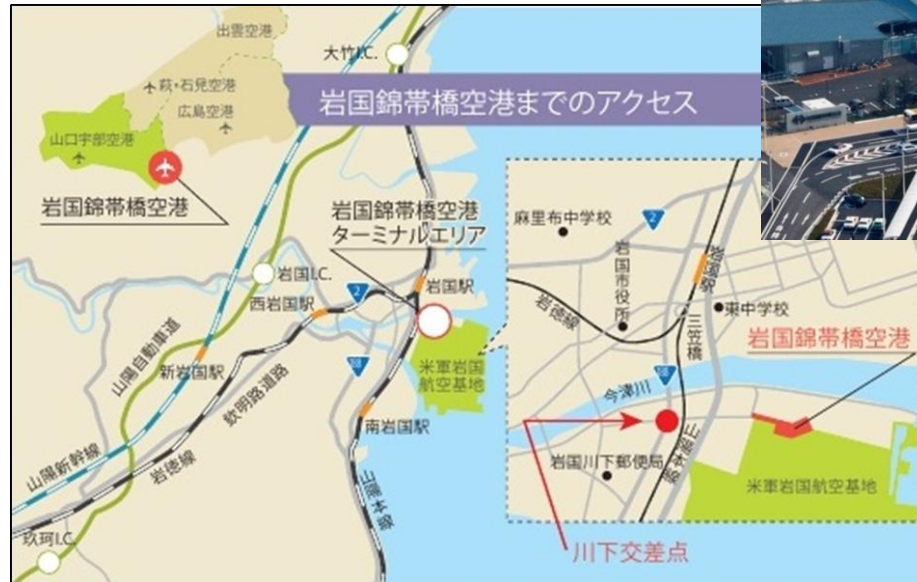 出雲空港
萩・石見空港
広島空港
山口宇部空港
岩国錦帯橋空港
大竹I.C.
岩国錦帯橋空港までのアクセス
岩国錦帯橋空港
ターミナルエリア
岩国I.C.
西岩国駅
2
岩国駅
山陽自動車道
新岩国駅
欽明路道路
188
米軍岩国
航空基地
南岩国駅
山陽新幹線
岩徳線
山陽本線
玖珂I.C.
麻里布中学校
2
岩国市役所
岩国駅
東中学校
岩徳線
三笠橋
岩国錦帯橋空港
188
今津川
山陽本線
岩国川下郵便局
米軍岩国航空基地
川下交差点